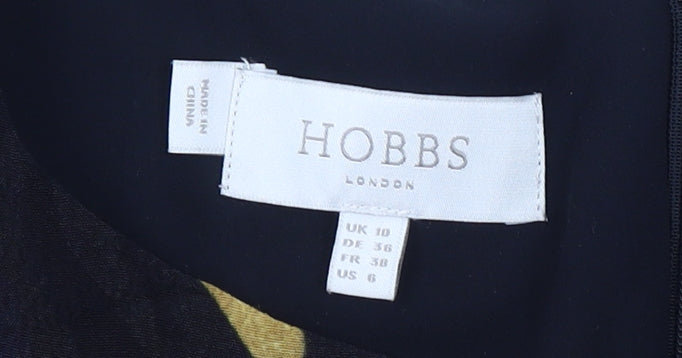 MADE IN
CHINA
HOBBS
LONDON
UK 10
DE 36
FR 38
US 6